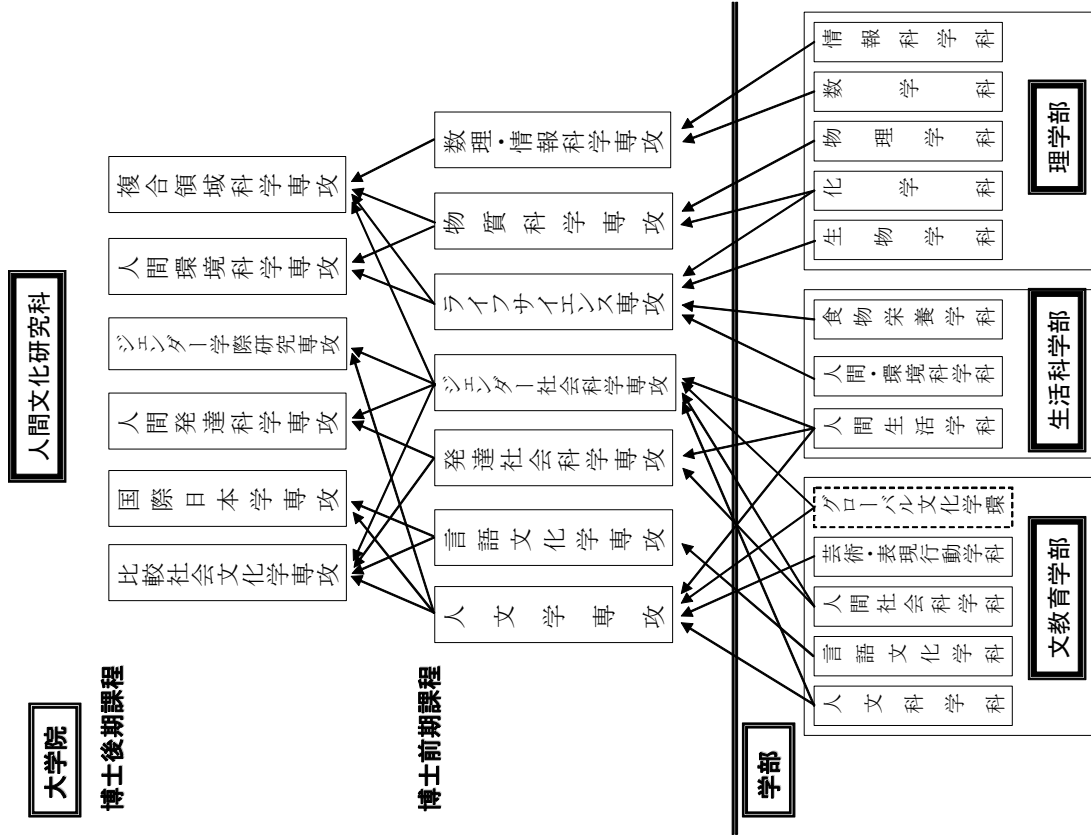 大学院
人間文化研究科
博士後期課程
比較社会文化学専攻
国際日本学専攻
人間発達科学専攻
ジェンダー学際研究専攻
人間環境科学専攻
複合領域科学専攻
博士前期課程
人文学専攻
言語文化学専攻
発達社会科学専攻
ジェンダー社会科学専攻
ライフサイエンス専攻
物質科学専攻
数理・情報科学専攻
学部
人文科学科
言語文化学科
人間社会科学科
芸術・表現行動学科
グローバル文化学環
人間生活学科
人間・環境科学科
食物栄養学科
生物学科
化学科
物理学科
数学科
情報科学科
文教育学部
生活科学部
理学部